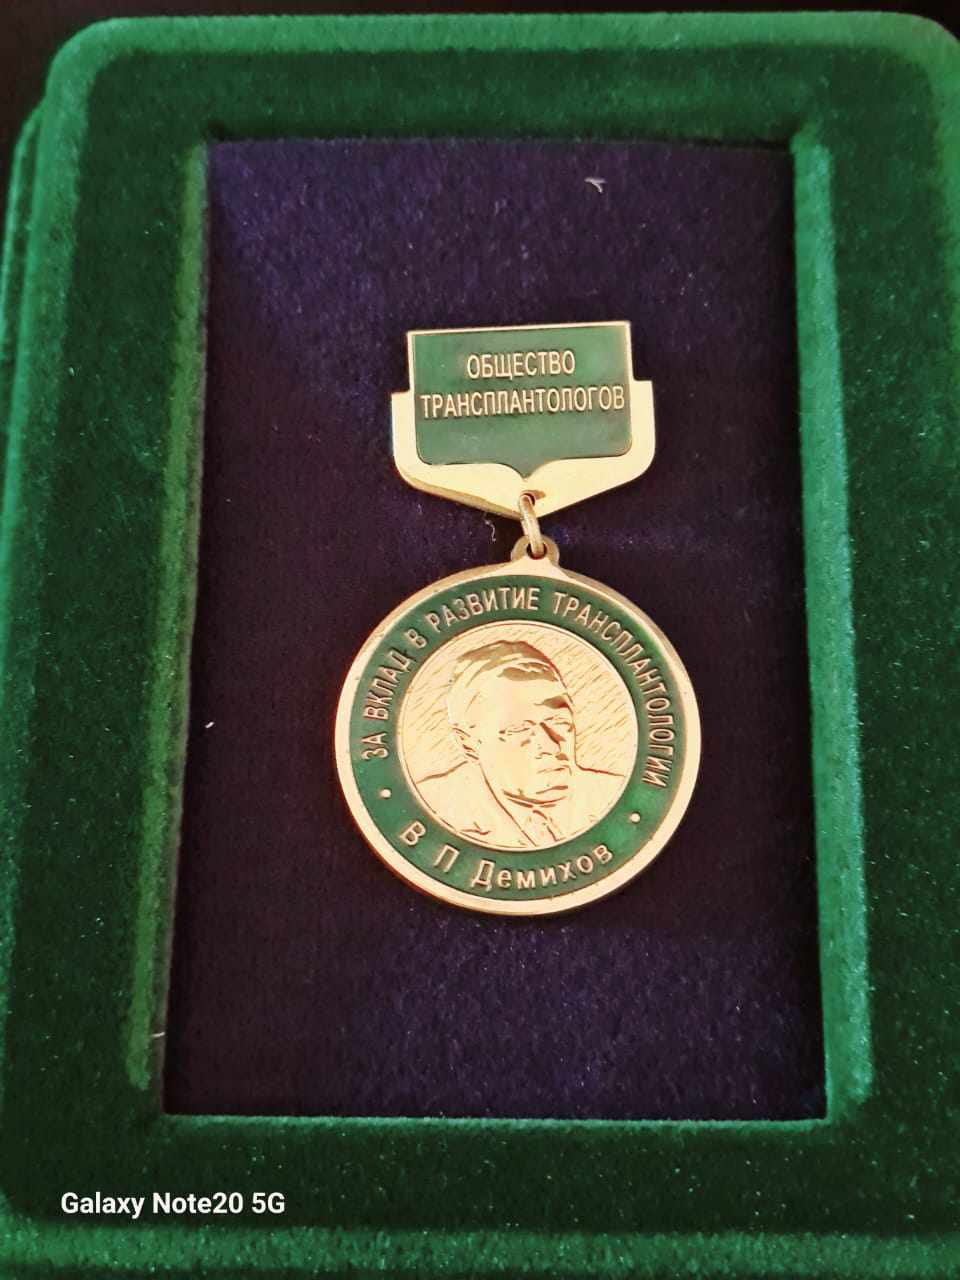 ОБЩЕСТВО
ТРАНСПЛАНТОЛОГОВ
ЗА ВКЛАД В РАЗВИТИЕ ТРАНСПЛАНТОЛОГИИ
В П Демихов
Galaxy Note20 5G